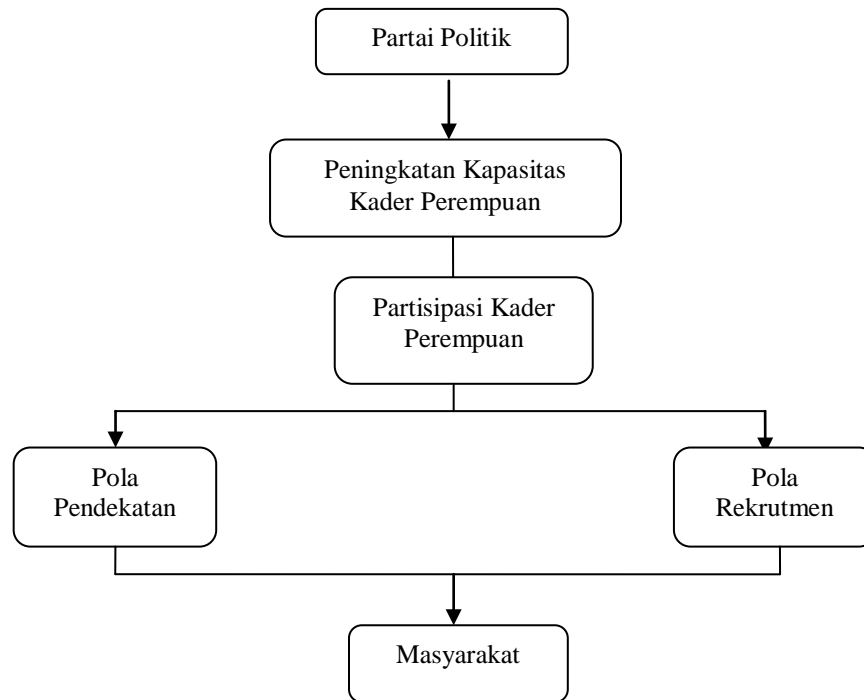 Partai Politik
Peningkatan Kapasitas
Kader Perempuan
Partisipasi Kader
Perempuan
Pola
Pendekatan
Pola
Rekrutmen
Masyarakat